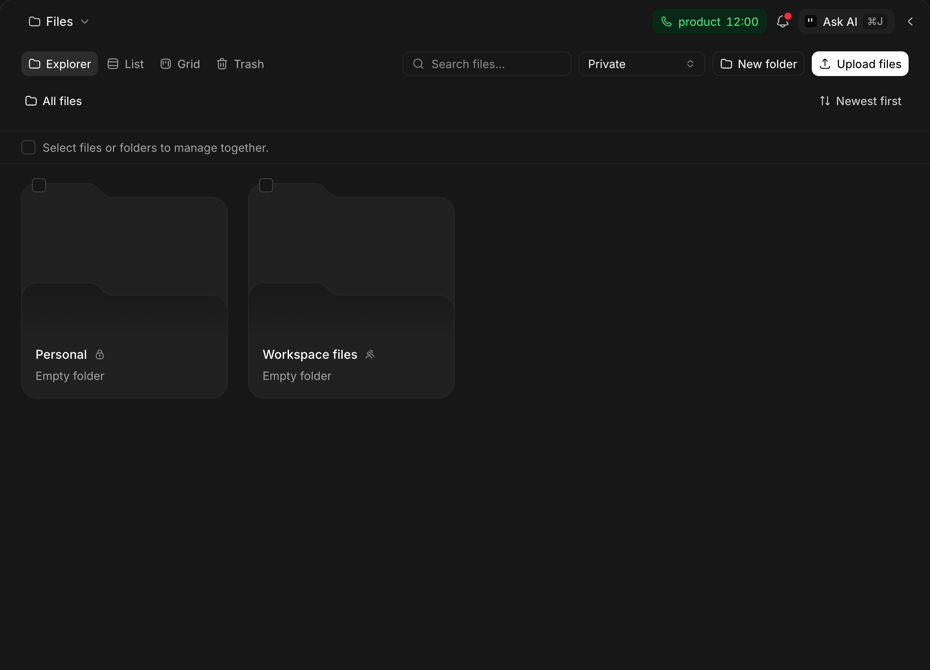 Files
product 12:00
Ask AI ⌘J
Explorer List Grid Trash
Search files...
Private
New folder
Upload files
All files
Newest first
Select files or folders to manage together.
Personal
Empty folder
Workspace files
Empty folder